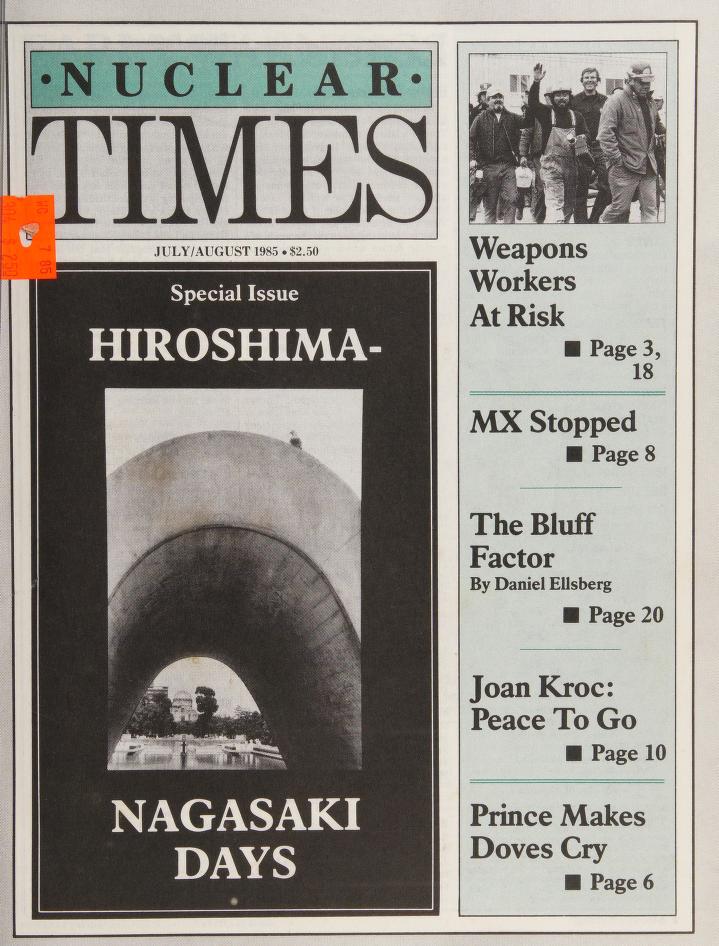 ·NUCLEAR·
TIMES
JULY/AUGUST 1985 • $2.50
Special Issue
HIROSHIMA-
NAGASAKI
DAYS
Weapons
Workers
At Risk
■ Page 3,
18
MX Stopped
■ Page 8
The Bluff
Factor
By Daniel Ellsberg
■ Page 20
Joan Kroc:
Peace To Go
■ Page 10
Prince Makes
Doves Cry
■ Page 6